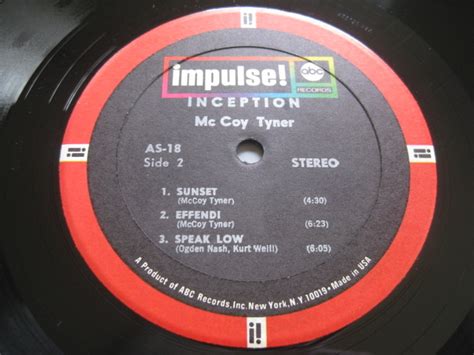 impulse! abc
RECORDS
INCEPTION
Mc Coy Tyner
AS-18
Side 2 STEREO
1. SUNSET
(McCoy Tyner) (4:30)
2. EFFENDI
(McCoy Tyner) (6:23)
3. SPEAK LOW
(Ogden Nash, Kurt Weill) (6:05)
A Product of ABC Records, Inc. New York, N.Y. 10019 • Made in USA
i!
i!
i!
i!